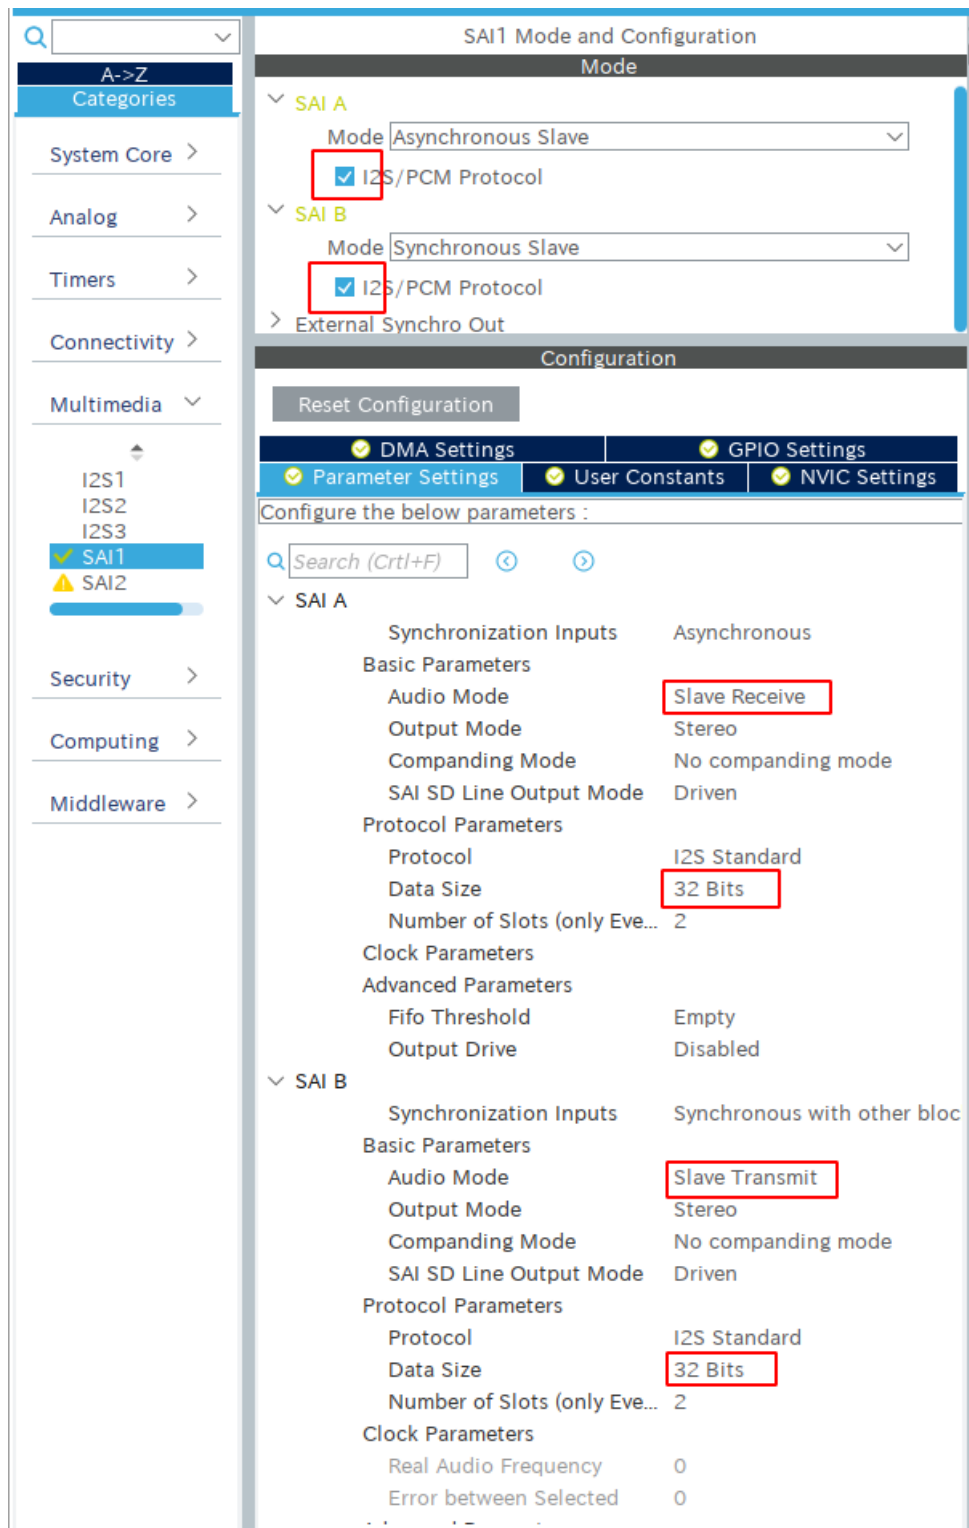 SAI1 Mode and Configuration
Mode
A->Z
Categories
System Core
Analog
Timers
Connectivity
Multimedia
I2S1
I2S2
I2S3
SAI1
SAI2
Security
Computing
Middleware
SAI A
Mode Asynchronous Slave
I2S/PCM Protocol
SAI B
Mode Synchronous Slave
I2S/PCM Protocol
External Synchro Out
Configuration
Reset Configuration
DMA Settings
GPIO Settings
Parameter Settings
User Constants
NVIC Settings
Configure the below parameters :
Search (Crtl+F)
SAI A
Synchronization Inputs Asynchronous
Basic Parameters
Audio Mode Slave Receive
Output Mode Stereo
Companding Mode No companding mode
SAI SD Line Output Mode Driven
Protocol Parameters
Protocol I2S Standard
Data Size 32 Bits
Number of Slots (only Eve... 2
Clock Parameters
Advanced Parameters
Fifo Threshold Empty
Output Drive Disabled
SAI B
Synchronization Inputs Synchronous with other bloc
Basic Parameters
Audio Mode Slave Transmit
Output Mode Stereo
Companding Mode No companding mode
SAI SD Line Output Mode Driven
Protocol Parameters
Protocol I2S Standard
Data Size 32 Bits
Number of Slots (only Eve... 2
Clock Parameters
Real Audio Frequency 0
Error between Selected 0